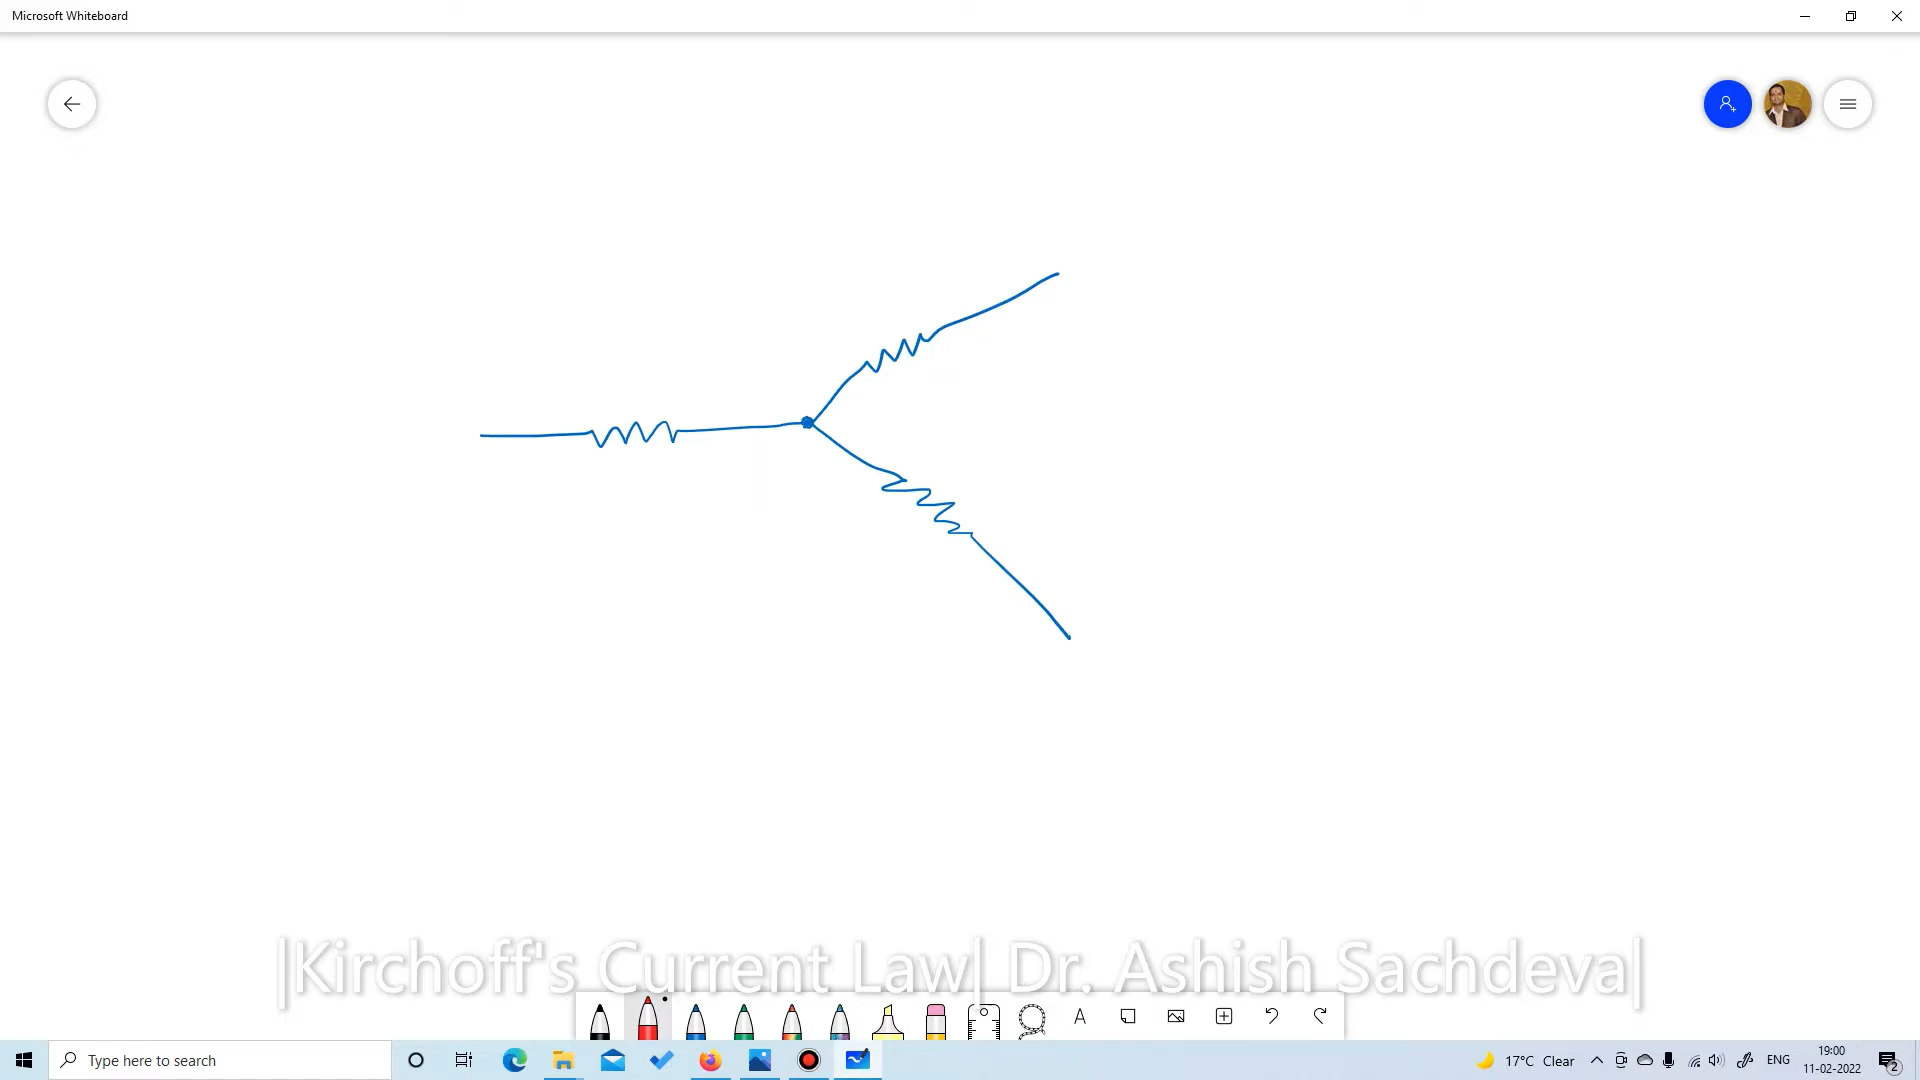 Microsoft Whiteboard
|Kirchoff's Current Law| Dr. Ashish Sachdeva|
A
Type here to search
17°C Clear
ENG
19:00
11-02-2022
2